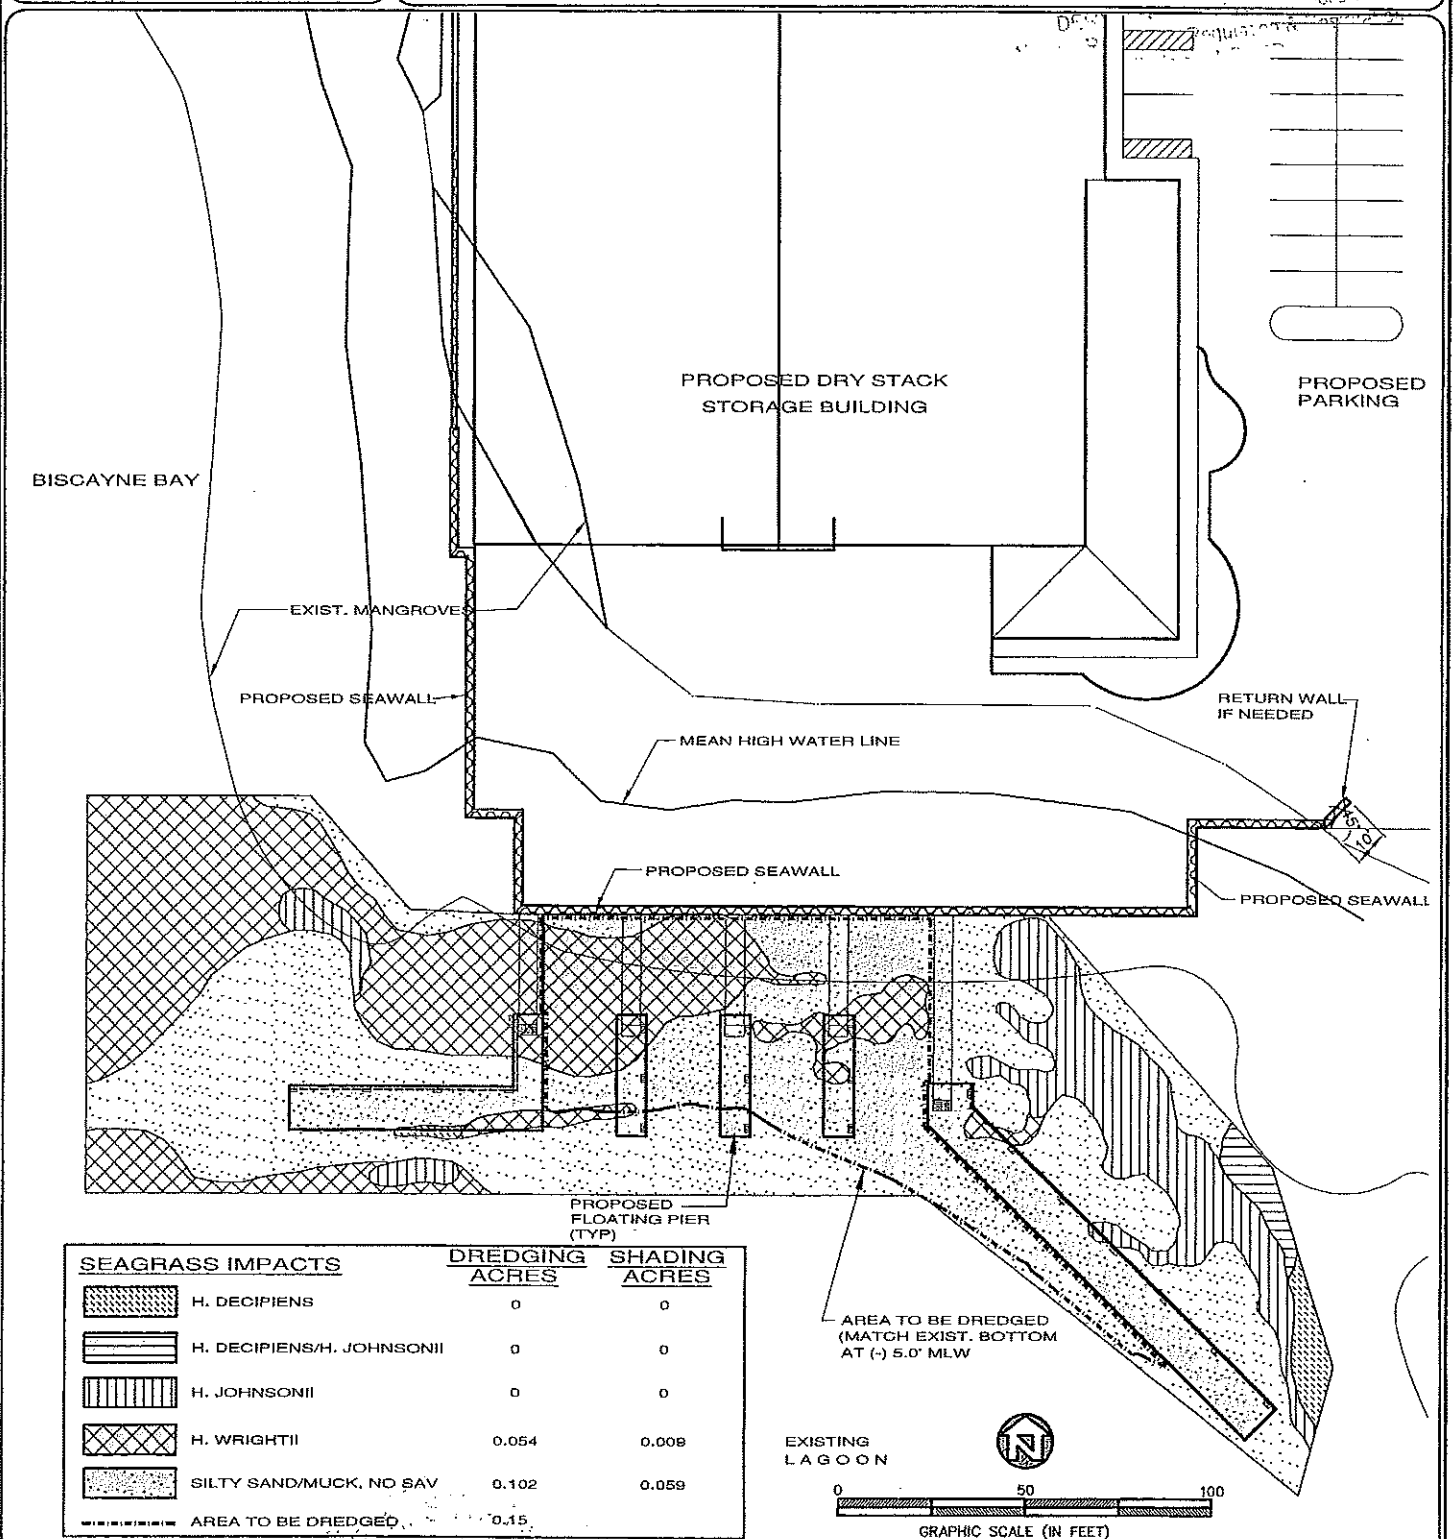 PROPOSED DRY STACK
STORAGE BUILDING
PROPOSED
PARKING
BISCAYNE BAY
EXIST. MANGROVES
PROPOSED SEAWALL
RETURN WALL
IF NEEDED
MEAN HIGH WATER LINE
45°
10'
PROPOSED SEAWALL
PROPOSED SEAWALL
PROPOSED
FLOATING PIER
(TYP)
SEAGRASS IMPACTS DREDGING ACRES SHADING ACRES
H. DECIPIENS 0 0
H. DECIPIENS/H. JOHNSONII 0 0
H. JOHNSONII 0 0
H. WRIGHTII 0.054 0.008
SILTY SAND/MUCK, NO SAV 0.102 0.059
AREA TO BE DREDGED 0.15
AREA TO BE DREDGED
(MATCH EXIST. BOTTOM
AT (-) 5.0' MLW
EXISTING
LAGOON
N
0 50 100
GRAPHIC SCALE (IN FEET)